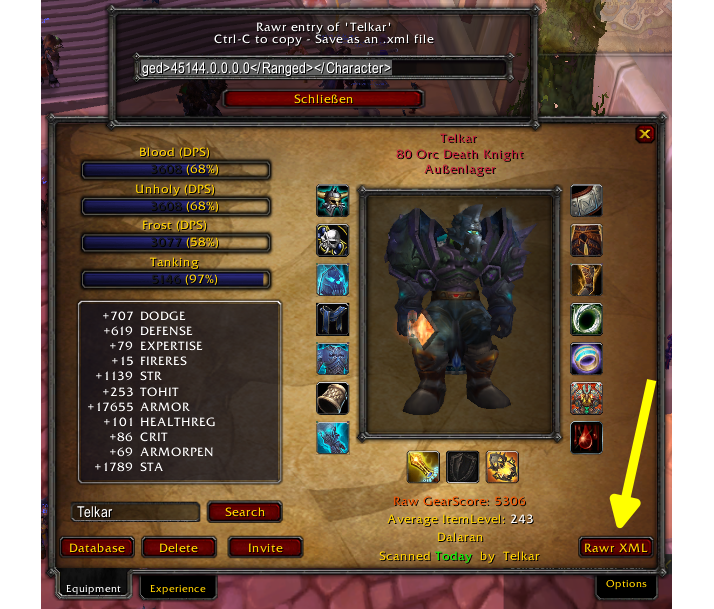 Rawr entry of 'Telkar'
Ctrl-C to copy - Save as an .xml file
ged>45144.0.0.0.0</Ranged></Character>
Schließen
Telkar
80 Orc Death Knight
Außenlager
Blood (DPS)
3608 (68%)
Unholy (DPS)
3608 (68%)
Frost (DPS)
3077 (58%)
Tanking
5146 (97%)
+707 DODGE
+619 DEFENSE
+79 EXPERTISE
+15 FIRERES
+1139 STR
+253 TOHIT
+17655 ARMOR
+101 HEALTHREG
+86 CRIT
+69 ARMORPEN
+1789 STA
Telkar
Search
Database
Delete
Invite
Raw GearScore: 5306
Average ItemLevel: 243
Dalaran
Scanned Today by Telkar
Rawr XML
Equipment
Experience
Options